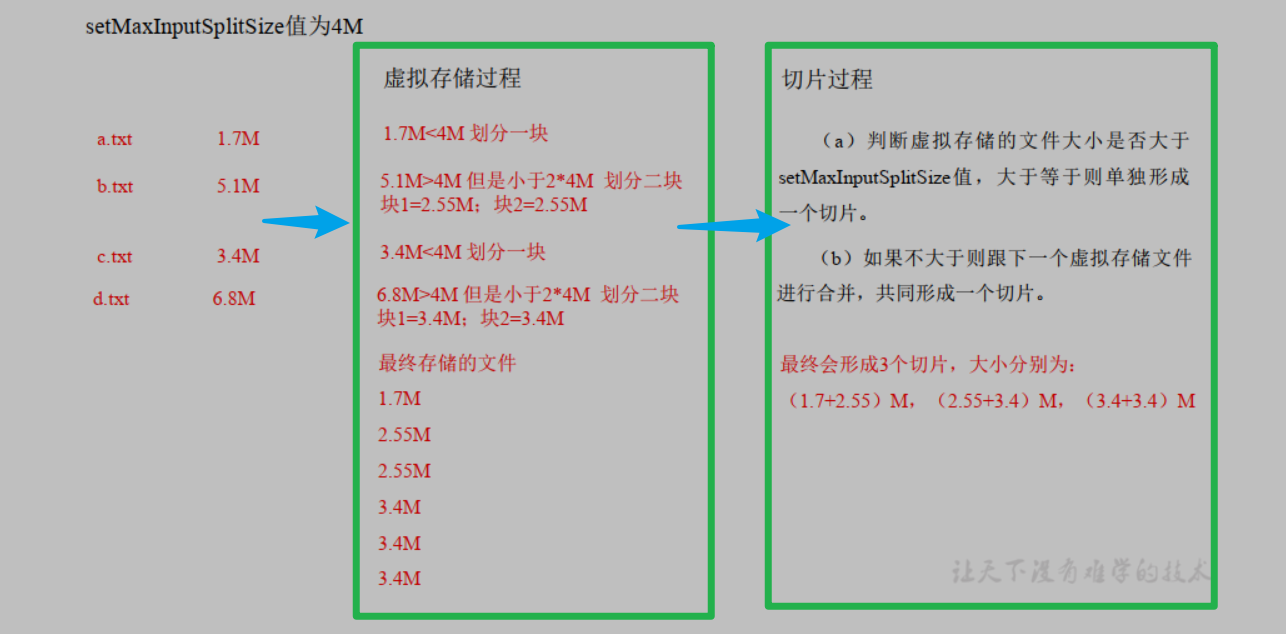 setMaxInputSplitSize值为4M
a.txt 1.7M
b.txt 5.1M
c.txt 3.4M
d.txt 6.8M
虚拟存储过程
1.7M<4M 划分一块
5.1M>4M 但是小于2*4M 划分二块
块1=2.55M；块2=2.55M
3.4M<4M 划分一块
6.8M>4M 但是小于2*4M 划分二块
块1=3.4M；块2=3.4M
最终存储的文件
1.7M
2.55M
2.55M
3.4M
3.4M
3.4M
切片过程
（a）判断虚拟存储的文件大小是否大于
setMaxInputSplitSize值，大于等于则单独形成
一个切片。
（b）如果不大于则跟下一个虚拟存储文件
进行合并，共同形成一个切片。
最终会形成3个切片，大小分别为：
（1.7+2.55）M，（2.55+3.4）M，（3.4+3.4）M
让天下没有难学的技术